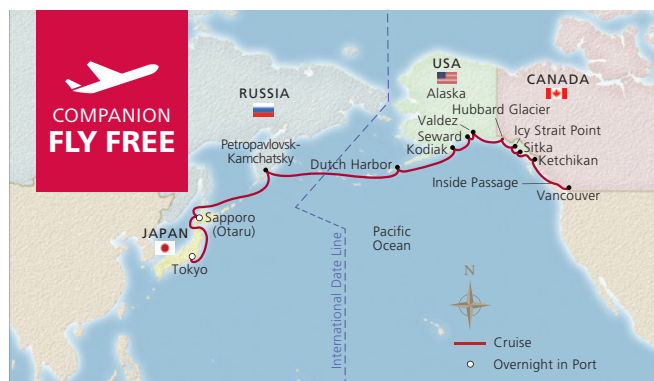 COMPANION
FLY FREE
RUSSIA
USA
Alaska
CANADA
Hubbard Glacier
Valdez
Icy Strait Point
Seward
Sitka
Kodiak
Ketchikan
Petropavlovsk-
Kamchatsky
Dutch Harbor
Inside Passage
Vancouver
Sapporo
(Otaru)
JAPAN
Tokyo
International Date Line
Pacific
Ocean
N
Cruise
Overnight in Port